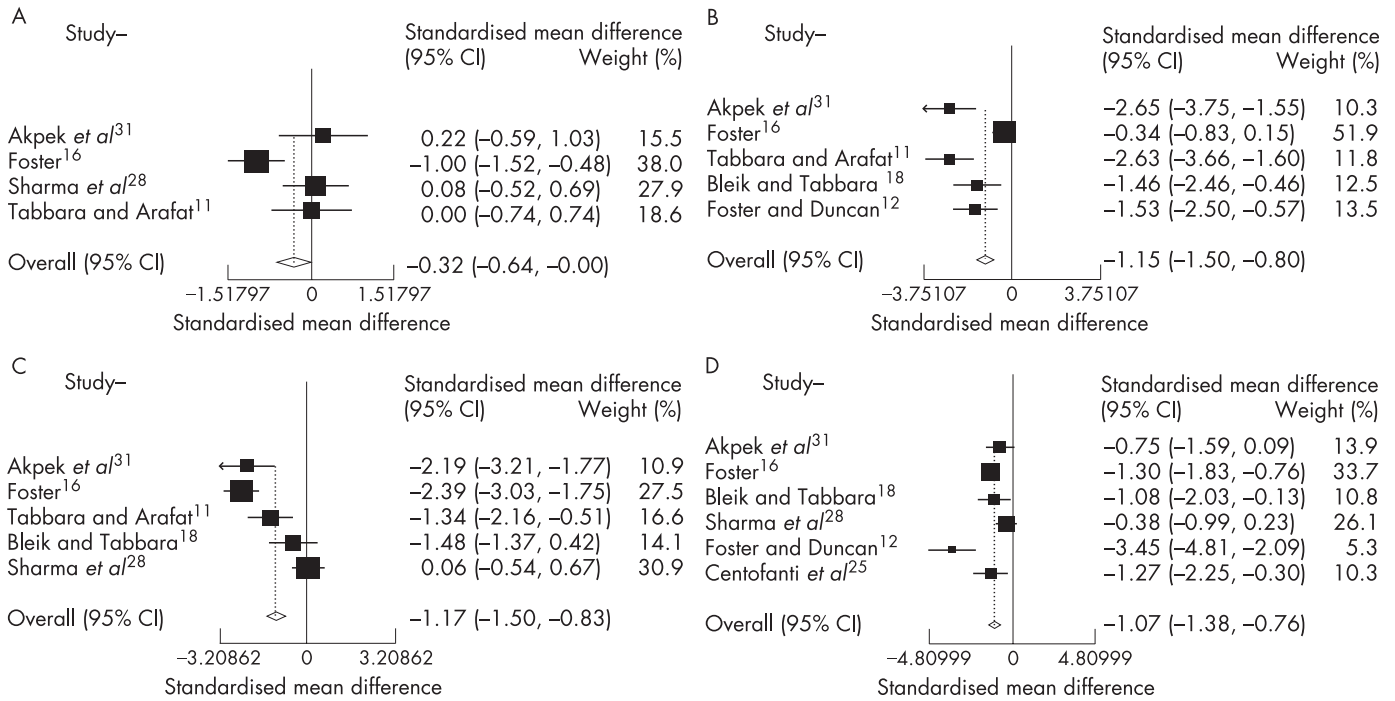 A
Study–
Standardised mean difference
(95% CI) Weight (%)
Akpek et al31 0.22 (–0.59, 1.03) 15.5
Foster16 –1.00 (–1.52, –0.48) 38.0
Sharma et al28 0.08 (–0.52, 0.69) 27.9
Tabbara and Arafat11 0.00 (–0.74, 0.74) 18.6
Overall (95% CI) –0.32 (–0.64, –0.00)
–1.51797 0 1.51797
Standardised mean difference
B
Study–
Standardised mean difference
(95% CI) Weight (%)
Akpek et al31 –2.65 (–3.75, –1.55) 10.3
Foster16 –0.34 (–0.83, 0.15) 51.9
Tabbara and Arafat11 –2.63 (–3.66, –1.60) 11.8
Bleik and Tabbara 18 –1.46 (–2.46, –0.46) 12.5
Foster and Duncan12 –1.53 (–2.50, –0.57) 13.5
Overall (95% CI) –1.15 (–1.50, –0.80)
–3.75107 0 3.75107
Standardised mean difference
C
Study–
Standardised mean difference
(95% CI) Weight (%)
Akpek et al31 –2.19 (–3.21, –1.77) 10.9
Foster16 –2.39 (–3.03, –1.75) 27.5
Tabbara and Arafat11 –1.34 (–2.16, –0.51) 16.6
Bleik and Tabbara18 –1.48 (–1.37, 0.42) 14.1
Sharma et al28 0.06 (–0.54, 0.67) 30.9
Overall (95% CI) –1.17 (–1.50, –0.83)
–3.20862 0 3.20862
Standardised mean difference
D
Study–
Standardised mean difference
(95% CI) Weight (%)
Akpek et al31 –0.75 (–1.59, 0.09) 13.9
Foster16 –1.30 (–1.83, –0.76) 33.7
Bleik and Tabbara18 –1.08 (–2.03, –0.13) 10.8
Sharma et al28 –0.38 (–0.99, 0.23) 26.1
Foster and Duncan12 –3.45 (–4.81, –2.09) 5.3
Centofanti et al25 –1.27 (–2.25, –0.30) 10.3
Overall (95% CI) –1.07 (–1.38, –0.76)
–4.80999 0 4.80999
Standardised mean difference